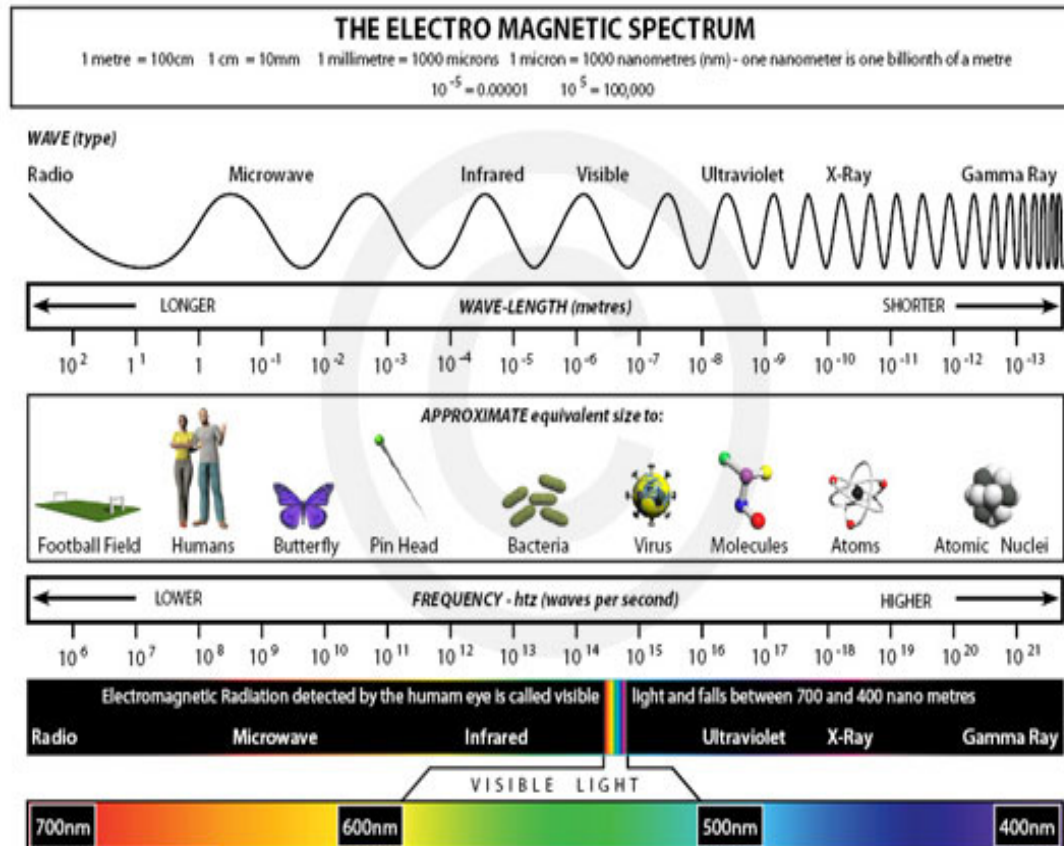 THE ELECTRO MAGNETIC SPECTRUM
1 metre = 100cm 1 cm = 10mm 1 millimetre = 1000 microns 1 micron = 1000 nanometres (nm) - one nanometer is one billionth of a metre
10⁻⁵ = 0.00001 10⁵ = 100,000
WAVE (type)
Radio Microwave Infrared Visible Ultraviolet X-Ray Gamma Ray
LONGER WAVE-LENGTH (metres) SHORTER
10² 1¹ 1 10⁻¹ 10⁻² 10⁻³ 10⁻⁴ 10⁻⁵ 10⁻⁶ 10⁻⁷ 10⁻⁸ 10⁻⁹ 10⁻¹⁰ 10⁻¹¹ 10⁻¹² 10⁻¹³
APPROXIMATE equivalent size to:
Football Field Humans Butterfly Pin Head Bacteria Virus Molecules Atoms Atomic Nuclei
LOWER FREQUENCY - htz (waves per second) HIGHER
10⁶ 10⁷ 10⁸ 10⁹ 10¹⁰ 10¹¹ 10¹² 10¹³ 10¹⁴ 10¹⁵ 10¹⁶ 10¹⁷ 10⁻¹⁸ 10¹⁹ 10²⁰ 10²¹
Electromagnetic Radiation detected by the humam eye is called visible light and falls between 700 and 400 nano metres
Radio Microwave Infrared Ultraviolet X-Ray Gamma Ray
VISIBLE LIGHT
700nm 600nm 500nm 400nm